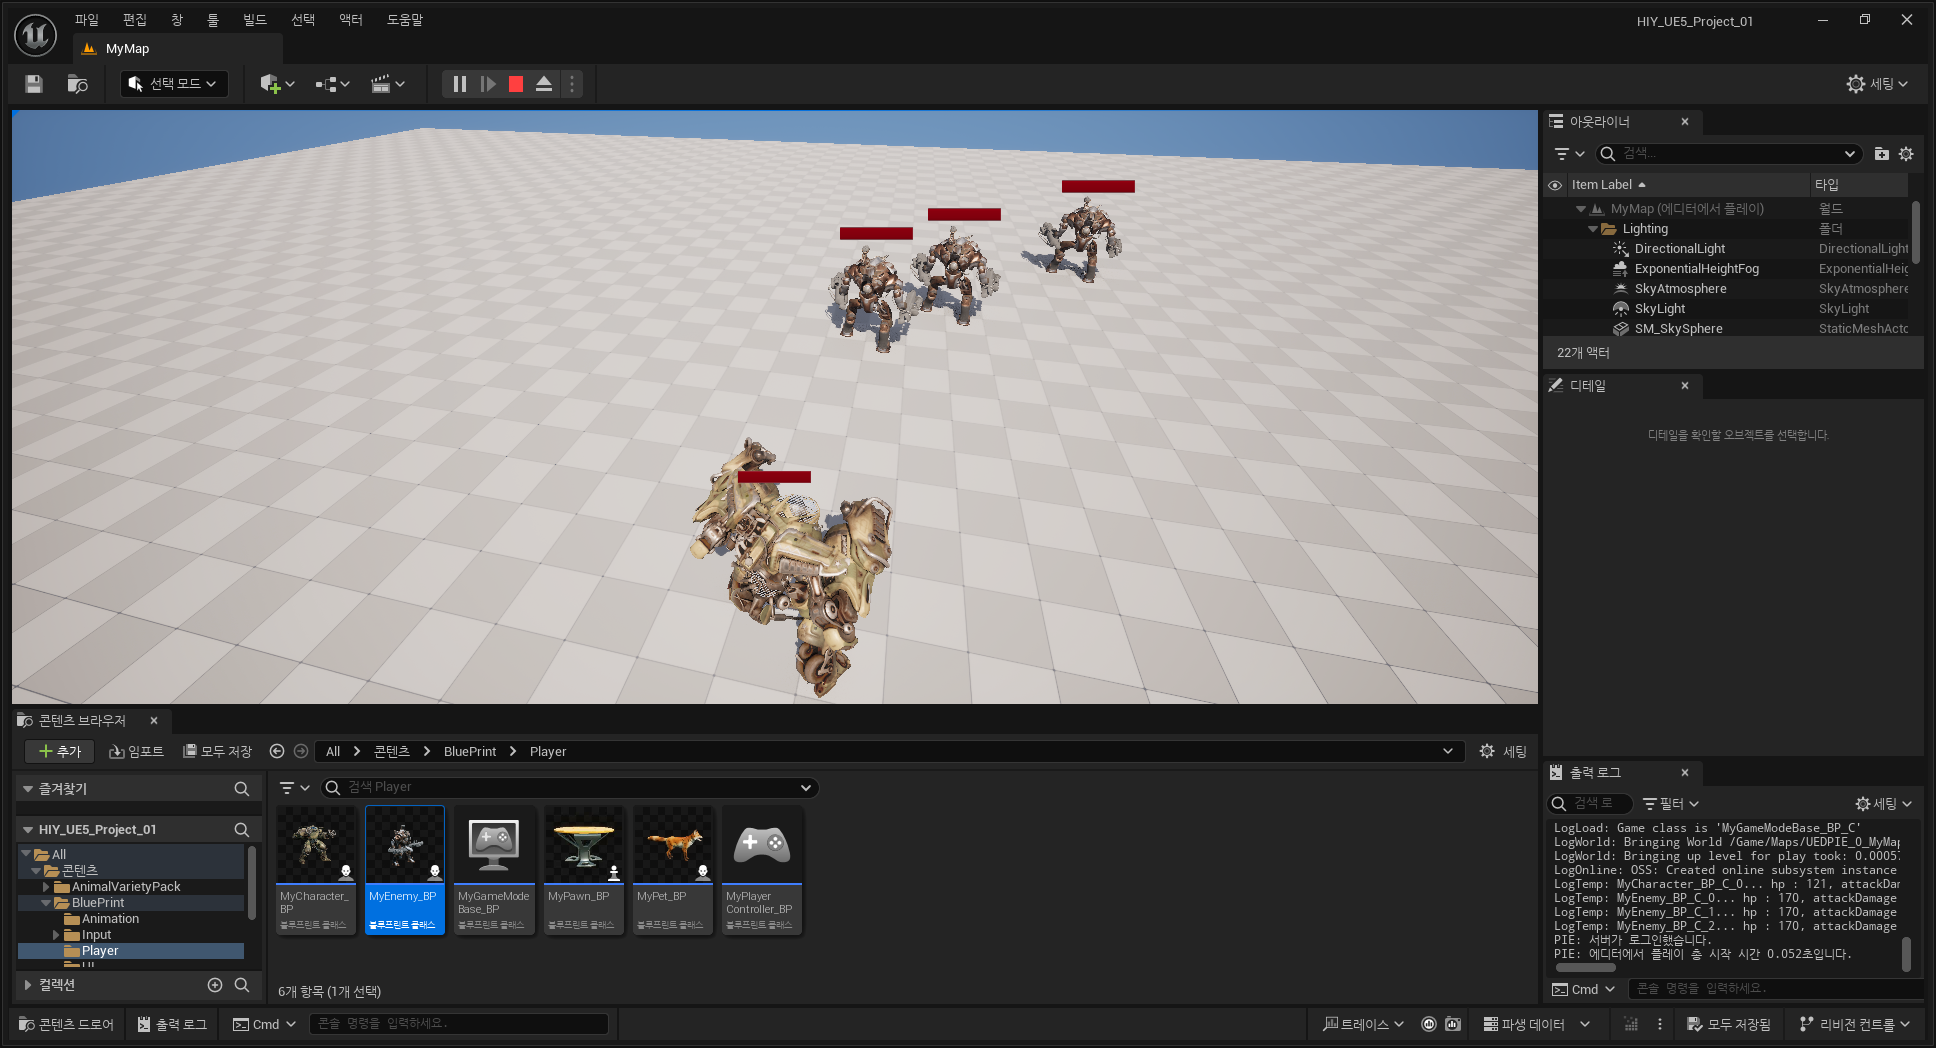 파일 편집 창 툴 빌드 선택 액터 도움말
HIY_UE5_Project_01
MyMap
선택 모드
세팅
아웃라이너
검색...
Item Label 타입
MyMap (에디터에서 플레이) 월드
Lighting 폴더
DirectionalLight DirectionalLight
ExponentialHeightFog ExponentialHeig
SkyAtmosphere SkyAtmosphere
SkyLight SkyLight
SM_SkySphere StaticMeshActo
22개 액터
디테일
디테일을 확인할 오브젝트를 선택합니다.
콘텐츠 브라우저
추가 임포트 모두 저장 All 콘텐츠 BluePrint Player 세팅
즐겨찾기
검색 Player
HIY_UE5_Project_01
All
콘텐츠
AnimalVarietyPack
BluePrint
Animation
Input
Player
컬렉션
MyCharacter_
BP
블루프린트 클래스
MyEnemy_BP
블루프린트 클래스
MyGameMode
Base_BP
블루프린트 클래스
MyPawn_BP
블루프린트 클래스
MyPet_BP
블루프린트 클래스
MyPlayer
Controller_BP
블루프린트 클래스
6개 항목 (1개 선택)
출력 로그
검색 로
필터
세팅
LogLoad: Game class is 'MyGameModeBase_BP_C'
LogWorld: Bringing World /Game/Maps/UEDPIE_0_MyMap
LogWorld: Bringing up level for play took: 0.00057
LogOnline: OSS: Created online subsystem instance
LogTemp: MyCharacter_BP_C_0... hp : 121, attackDam
LogTemp: MyEnemy_BP_C_0... hp : 170, attackDamage
LogTemp: MyEnemy_BP_C_1... hp : 170, attackDamage
LogTemp: MyEnemy_BP_C_2... hp : 170, attackDamage
PIE: 서버가 로그인했습니다.
PIE: 에디터에서 플레이 총 시작 시간 0.052초입니다.
Cmd 콘솔 명령을 입력하세요.
콘텐츠 드로어 출력 로그 Cmd 콘솔 명령을 입력하세요.
트레이스 파생 데이터 모두 저장됨 리비전 컨트롤